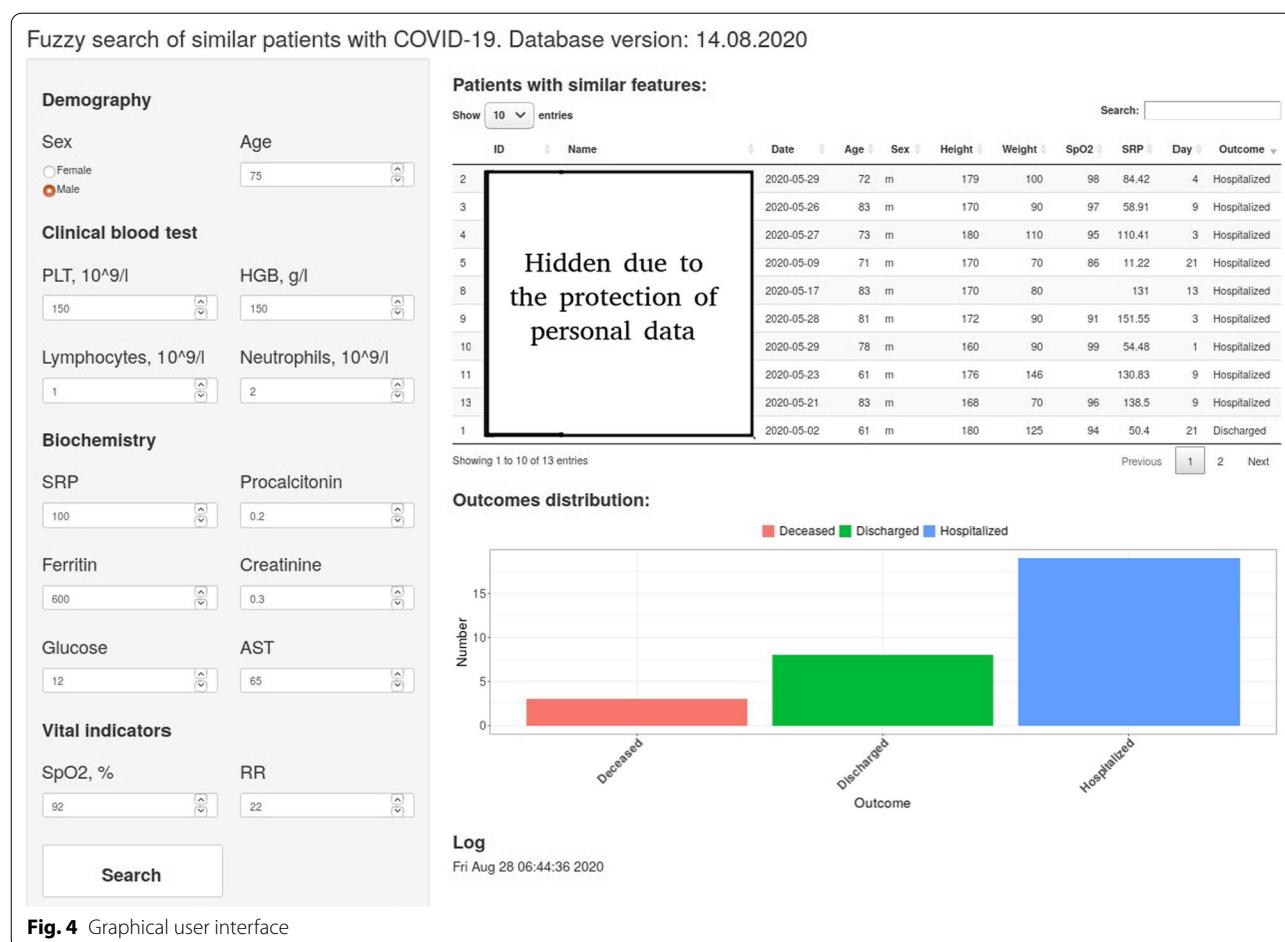 Fuzzy search of similar patients with COVID-19. Database version: 14.08.2020
Demography
Sex Age
Female
Male
75
Clinical blood test
PLT, 10^9/l HGB, g/l
150 150
Lymphocytes, 10^9/l Neutrophils, 10^9/l
1 2
Biochemistry
SRP Procalcitonin
100 0.2
Ferritin Creatinine
600 0.3
Glucose AST
12 65
Vital indicators
SpO2, % RR
92 22
Search
Patients with similar features:
Show 10 entries Search:
ID Name Date Age Sex Height Weight SpO2 SRP Day Outcome
2 2020-05-29 72 m 179 100 98 84.42 4 Hospitalized
3 2020-05-26 83 m 170 90 97 58.91 9 Hospitalized
4 2020-05-27 73 m 180 110 95 110.41 3 Hospitalized
5 2020-05-09 71 m 170 70 86 11.22 21 Hospitalized
8 2020-05-17 83 m 170 80 131 13 Hospitalized
9 2020-05-28 81 m 172 90 91 151.55 3 Hospitalized
10 2020-05-29 78 m 160 90 99 54.48 1 Hospitalized
11 2020-05-23 61 m 176 146 130.83 9 Hospitalized
13 2020-05-21 83 m 168 70 96 138.5 9 Hospitalized
1 2020-05-02 61 m 180 125 94 50.4 21 Discharged
Hidden due to
the protection of
personal data
Showing 1 to 10 of 13 entries Previous 1 2 Next
Outcomes distribution:
Deceased Discharged Hospitalized
Number
15
10
5
0
Deceased Discharged Hospitalized
Outcome
Log
Fri Aug 28 06:44:36 2020
Fig. 4 Graphical user interface